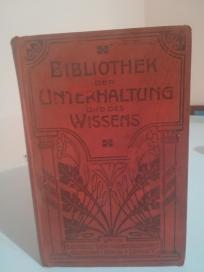 BIBLIOTHEK
DER
UNTERHALTUNG
UND DES
WISSENS